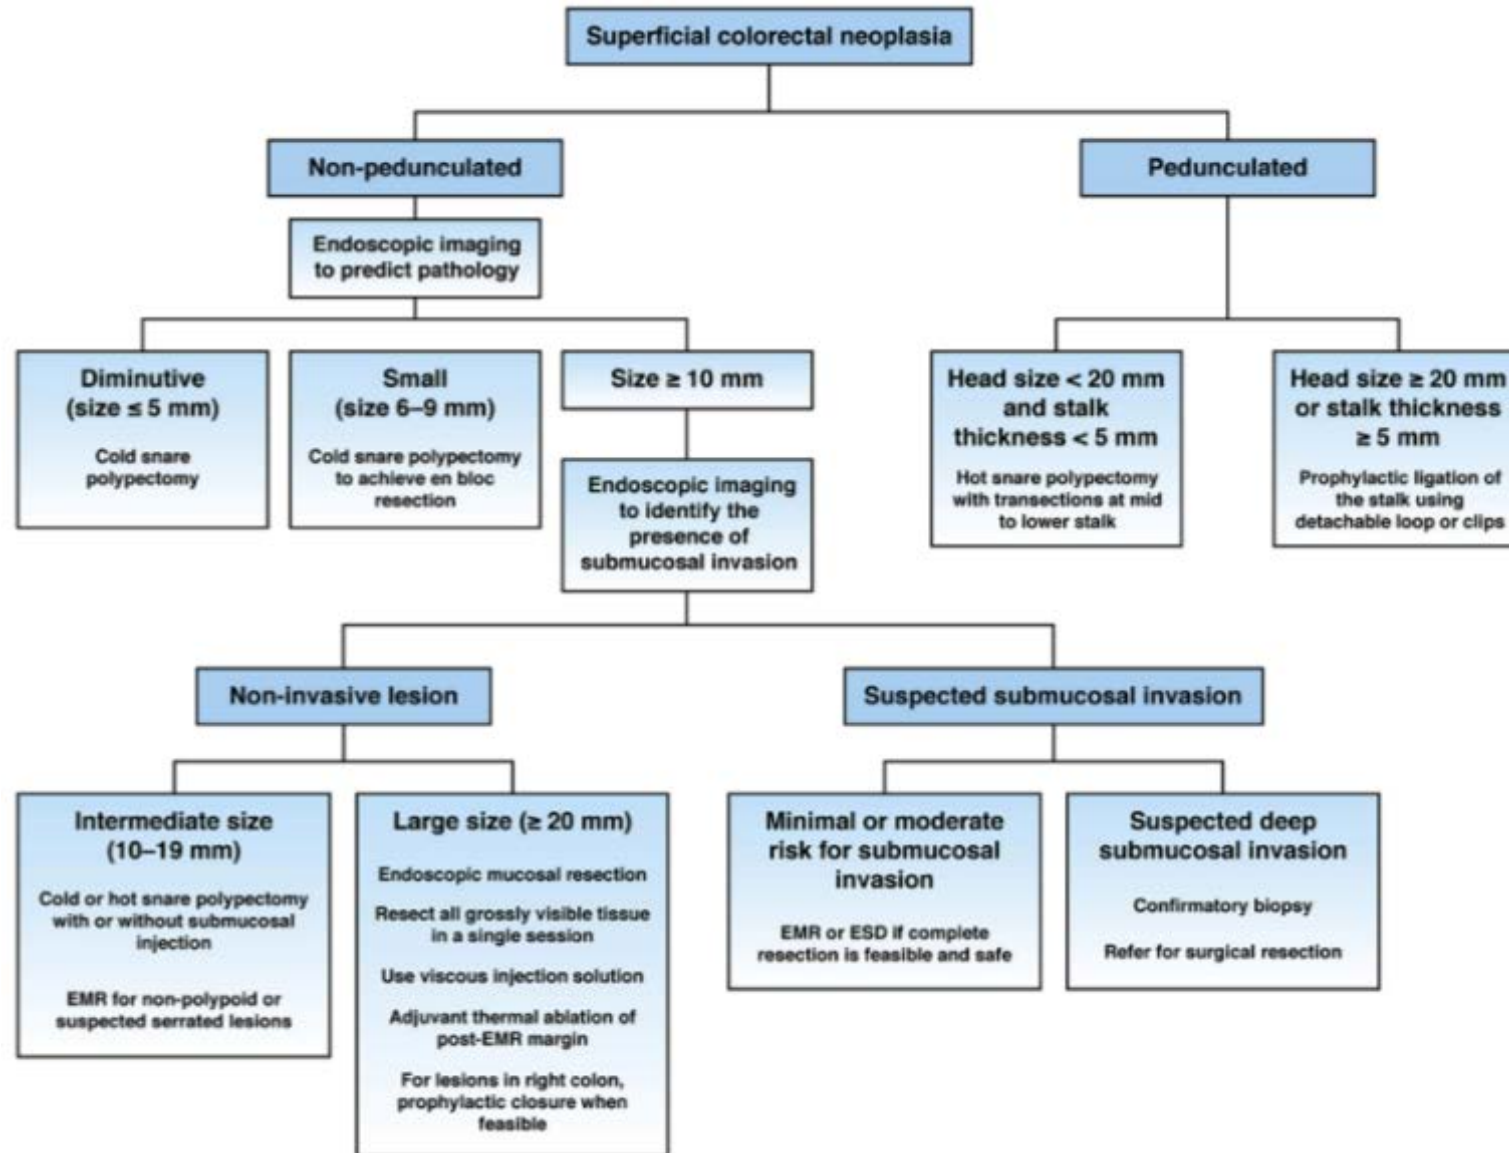 Superficial colorectal neoplasia
Non-pedunculated
Pedunculated
Endoscopic imaging
to predict pathology
Diminutive
(size ≤ 5 mm)
Cold snare
polypectomy
Small
(size 6–9 mm)
Cold snare polypectomy
to achieve en bloc
resection
Size ≥ 10 mm
Endoscopic imaging
to identify the
presence of
submucosal invasion
Head size < 20 mm
and stalk
thickness < 5 mm
Hot snare polypectomy
with transections at mid
to lower stalk
Head size ≥ 20 mm
or stalk thickness
≥ 5 mm
Prophylactic ligation of
the stalk using
detachable loop or clips
Non-invasive lesion
Suspected submucosal invasion
Intermediate size
(10–19 mm)
Cold or hot snare polypectomy
with or without submucosal
injection
EMR for non-polypoid or
suspected serrated lesions
Large size (≥ 20 mm)
Endoscopic mucosal resection
Resect all grossly visible tissue
in a single session
Use viscous injection solution
Adjuvant thermal ablation of
post-EMR margin
For lesions in right colon,
prophylactic closure when
feasible
Minimal or moderate
risk for submucosal
invasion
EMR or ESD if complete
resection is feasible and safe
Suspected deep
submucosal invasion
Confirmatory biopsy
Refer for surgical resection